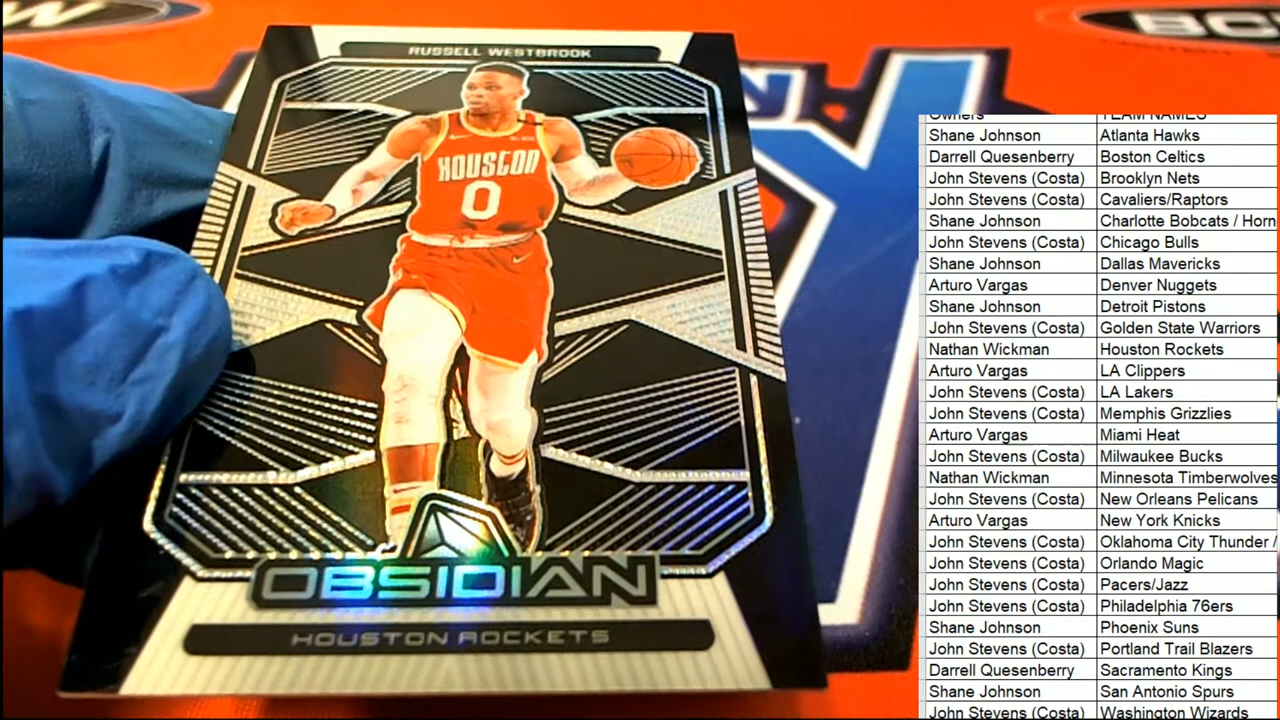 RUSSELL WESTBROOK
HOUSTON
0
OBSIDIAN
HOUSTON ROCKETS
Owners TEAM NAMES
Shane Johnson Atlanta Hawks
Darrell Quesenberry Boston Celtics
John Stevens (Costa) Brooklyn Nets
John Stevens (Costa) Cavaliers/Raptors
Shane Johnson Charlotte Bobcats / Horn
John Stevens (Costa) Chicago Bulls
Shane Johnson Dallas Mavericks
Arturo Vargas Denver Nuggets
Shane Johnson Detroit Pistons
John Stevens (Costa) Golden State Warriors
Nathan Wickman Houston Rockets
Arturo Vargas LA Clippers
John Stevens (Costa) LA Lakers
John Stevens (Costa) Memphis Grizzlies
Arturo Vargas Miami Heat
John Stevens (Costa) Milwaukee Bucks
Nathan Wickman Minnesota Timberwolves
John Stevens (Costa) New Orleans Pelicans
Arturo Vargas New York Knicks
John Stevens (Costa) Oklahoma City Thunder /
John Stevens (Costa) Orlando Magic
John Stevens (Costa) Pacers/Jazz
John Stevens (Costa) Philadelphia 76ers
Shane Johnson Phoenix Suns
John Stevens (Costa) Portland Trail Blazers
Darrell Quesenberry Sacramento Kings
Shane Johnson San Antonio Spurs
John Stevens (Costa) Washington Wizards